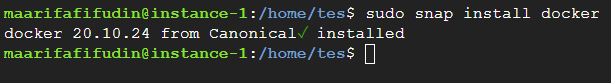 maarifafifudin@instance-1:/home/tes$ sudo snap install docker
docker 20.10.24 from Canonical✓ installed
maarifafifudin@instance-1:/home/tes$